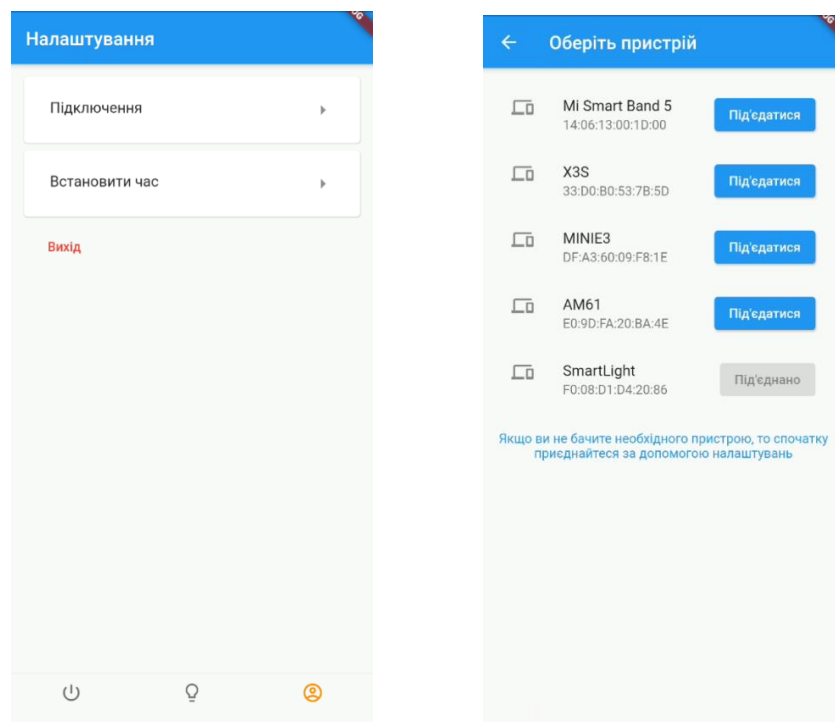 Налаштування
Підключення
Встановити час
Вихід
Оберіть пристрій
Mi Smart Band 5
14:06:13:00:1D:00
Під'єдатися
X3S
33:D0:B0:53:7B:5D
Під'єдатися
MINIE3
DF:A3:60:09:F8:1E
Під'єдатися
AM61
E0:9D:FA:20:BA:4E
Під'єдатися
SmartLight
F0:08:D1:D4:20:86
Під'єднано
Якщо ви не бачите необхідного пристрою, то спочатку
приєднайтеся за допомогою налаштувань